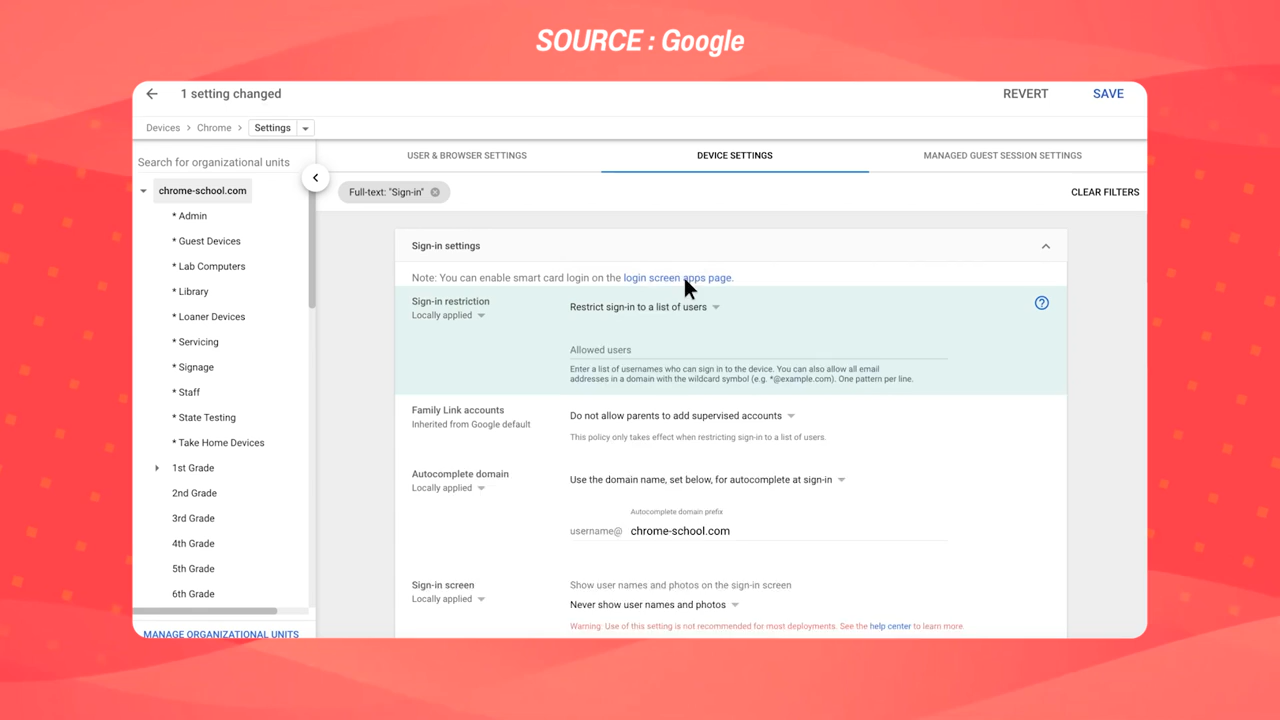 SOURCE : Google
1 setting changed
REVERT
SAVE
Devices > Chrome > Settings
Search for organizational units
chrome-school.com
* Admin
* Guest Devices
* Lab Computers
* Library
* Loaner Devices
* Servicing
* Signage
* Staff
* State Testing
* Take Home Devices
1st Grade
2nd Grade
3rd Grade
4th Grade
5th Grade
6th Grade
MANAGE ORGANIZATIONAL UNITS
USER & BROWSER SETTINGS
DEVICE SETTINGS
MANAGED GUEST SESSION SETTINGS
Full-text: "Sign-in"
CLEAR FILTERS
Sign-in settings
Note: You can enable smart card login on the login screen apps page.
Sign-in restriction
Locally applied
Restrict sign-in to a list of users
Allowed users
Enter a list of usernames who can sign in to the device. You can also allow all email
addresses in a domain with the wildcard symbol (e.g. *@example.com). One pattern per line.
Family Link accounts
Inherited from Google default
Do not allow parents to add supervised accounts
This policy only takes effect when restricting sign-in to a list of users.
Autocomplete domain
Locally applied
Use the domain name, set below, for autocomplete at sign-in
Autocomplete domain prefix
username@ chrome-school.com
Sign-in screen
Locally applied
Show user names and photos on the sign-in screen
Never show user names and photos
Warning: Use of this setting is not recommended for most deployments. See the help center to learn more